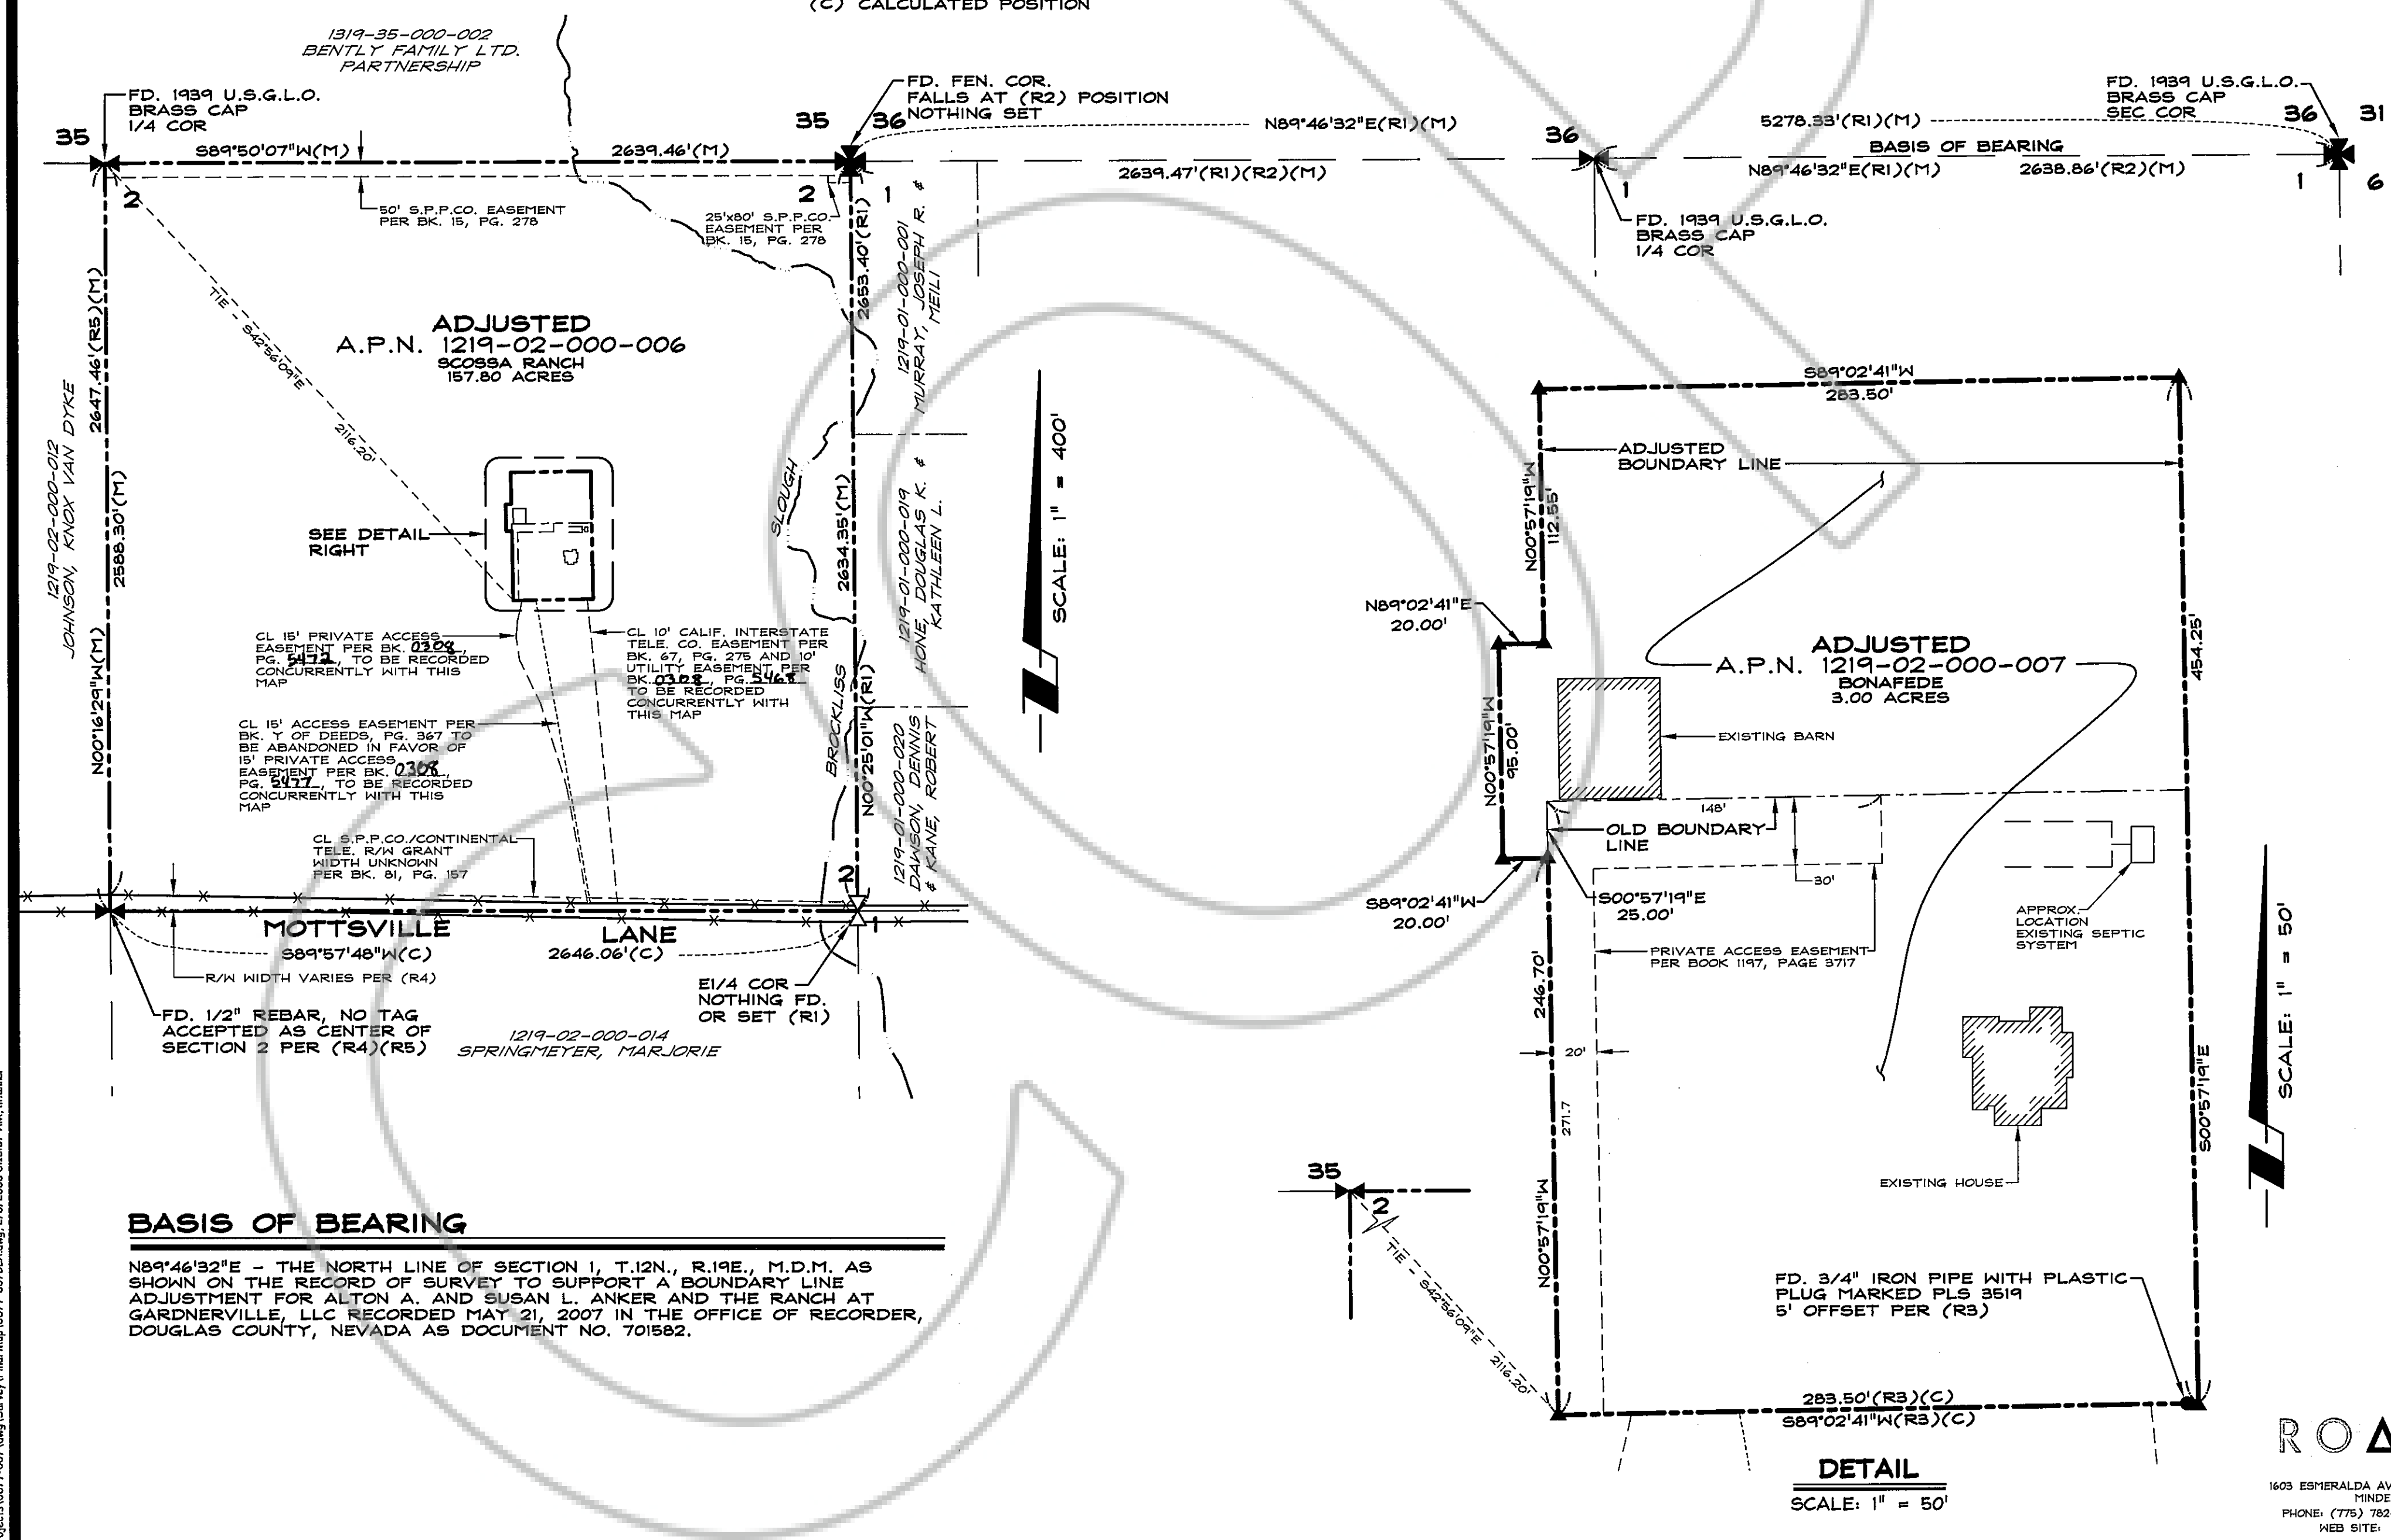 (C) CALCULATED POSITION
1319-35-000-002
BENTLY FAMILY LTD.
PARTNERSHIP
FD. 1939 U.S.G.L.O.
BRASS CAP
1/4 COR
35
S89°50'07"W(M)
2639.46'(M)
2
50' S.P.P.CO. EASEMENT
PER BK. 15, PG. 278
35
36
FD. FEN. COR.
FALLS AT (R2) POSITION
NOTHING SET
2
1
25'x80' S.P.P.CO.
EASEMENT PER
BK. 15, PG. 278
N89°46'32"E(R1)(M)
2639.47'(R1)(R2)(M)
36
1
FD. 1939 U.S.G.L.O.
BRASS CAP
1/4 COR
5278.33'(R1)(M)
BASIS OF BEARING
N89°46'32"E(R1)(M)
2638.86'(R2)(M)
FD. 1939 U.S.G.L.O.
BRASS CAP
SEC COR
36
31
1
6
2647.46'(R5)(M)
2588.30'(M)
N00°16'29"W(M)
1219-02-000-012
JOHNSON, KNOX VAN DYKE
TIE - S42°56'09"E
2116.20'
ADJUSTED
A.P.N. 1219-02-000-006
SCOSSA RANCH
157.80 ACRES
SEE DETAIL
RIGHT
2653.40'(R1)
2634.35'(M)
N00°25'01"W(R1)
1219-01-000-001
MURRAY, JOSEPH R. &
MEILI
1219-01-000-019
HONE, DOUGLAS K. &
KATHLEEN L.
1219-01-000-020
DAWSON, DENNIS
& KANE, ROBERT
BROCKLISS
SLOUGH
SCALE: 1" = 400'
CL 15' PRIVATE ACCESS
EASEMENT PER BK. 0308,
PG. 5477, TO BE RECORDED
CONCURRENTLY WITH THIS
MAP
CL 10' CALIF. INTERSTATE
TELE. CO. EASEMENT PER
BK. 67, PG. 275 AND 10'
UTILITY EASEMENT PER
BK. 0308, PG. 5468
TO BE RECORDED
CONCURRENTLY WITH
THIS MAP
CL 15' ACCESS EASEMENT PER
BK. Y OF DEEDS, PG. 367 TO
BE ABANDONED IN FAVOR OF
15' PRIVATE ACCESS
EASEMENT PER BK. 0308,
PG. 5477, TO BE RECORDED
CONCURRENTLY WITH THIS
MAP
CL S.P.P.CO./CONTINENTAL
TELE. R/W GRANT
WIDTH UNKNOWN
PER BK. 81, PG. 157
2
1
MOTTSVILLE LANE
S89°57'48"W(C)
2646.06'(C)
R/W WIDTH VARIES PER (R4)
FD. 1/2" REBAR, NO TAG
ACCEPTED AS CENTER OF
SECTION 2 PER (R4)(R5)
E1/4 COR
NOTHING FD.
OR SET (R1)
1219-02-000-014
SPRINGMEYER, MARJORIE
BASIS OF BEARING
N89°46'32"E - THE NORTH LINE OF SECTION 1, T.12N., R.19E., M.D.M. AS
SHOWN ON THE RECORD OF SURVEY TO SUPPORT A BOUNDARY LINE
ADJUSTMENT FOR ALTON A. AND SUSAN L. ANKER AND THE RANCH AT
GARDNERVILLE, LLC RECORDED MAY 21, 2007 IN THE OFFICE OF RECORDER,
DOUGLAS COUNTY, NEVADA AS DOCUMENT NO. 701582.
S89°02'41"W
283.50'
ADJUSTED
BOUNDARY LINE
N00°57'19"W
112.55'
N89°02'41"E
20.00'
N00°57'19"W
95.00'
S89°02'41"W
20.00'
ADJUSTED
A.P.N. 1219-02-000-007
BONAFEDE
3.00 ACRES
454.25'
S00°57'19"E
EXISTING BARN
148'
OLD BOUNDARY
LINE
30'
S00°57'19"E
25.00'
PRIVATE ACCESS EASEMENT
PER BOOK 1197, PAGE 3717
APPROX.
LOCATION
EXISTING SEPTIC
SYSTEM
246.70'
20'
271.7
N00°57'19"W
EXISTING HOUSE
SCALE: 1" = 50'
35
2
TIE - S42°56'09"E
2116.20'
FD. 3/4" IRON PIPE WITH PLASTIC
PLUG MARKED PLS 3519
5' OFFSET PER (R3)
283.50'(R3)(C)
S89°02'41"W(R3)(C)
DETAIL
SCALE: 1" = 50'
1603 ESMERALDA AV
MINDE
PHONE: (775) 782
WEB SITE: